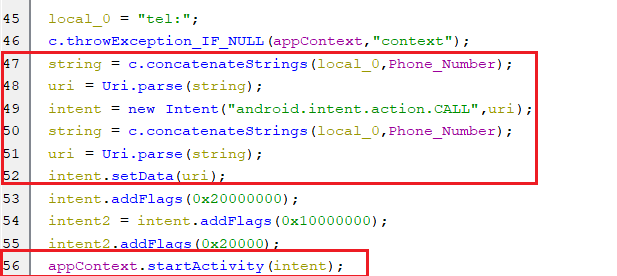 45 local_0 = "tel:";
46 c.throwException_IF_NULL(appContext,"context");
47 string = c.concatenateStrings(local_0,Phone_Number);
48 uri = Uri.parse(string);
49 intent = new Intent("android.intent.action.CALL",uri);
50 string = c.concatenateStrings(local_0,Phone_Number);
51 uri = Uri.parse(string);
52 intent.setData(uri);
53 intent.addFlags(0x20000000);
54 intent2 = intent.addFlags(0x10000000);
55 intent2.addFlags(0x20000);
56 appContext.startActivity(intent);